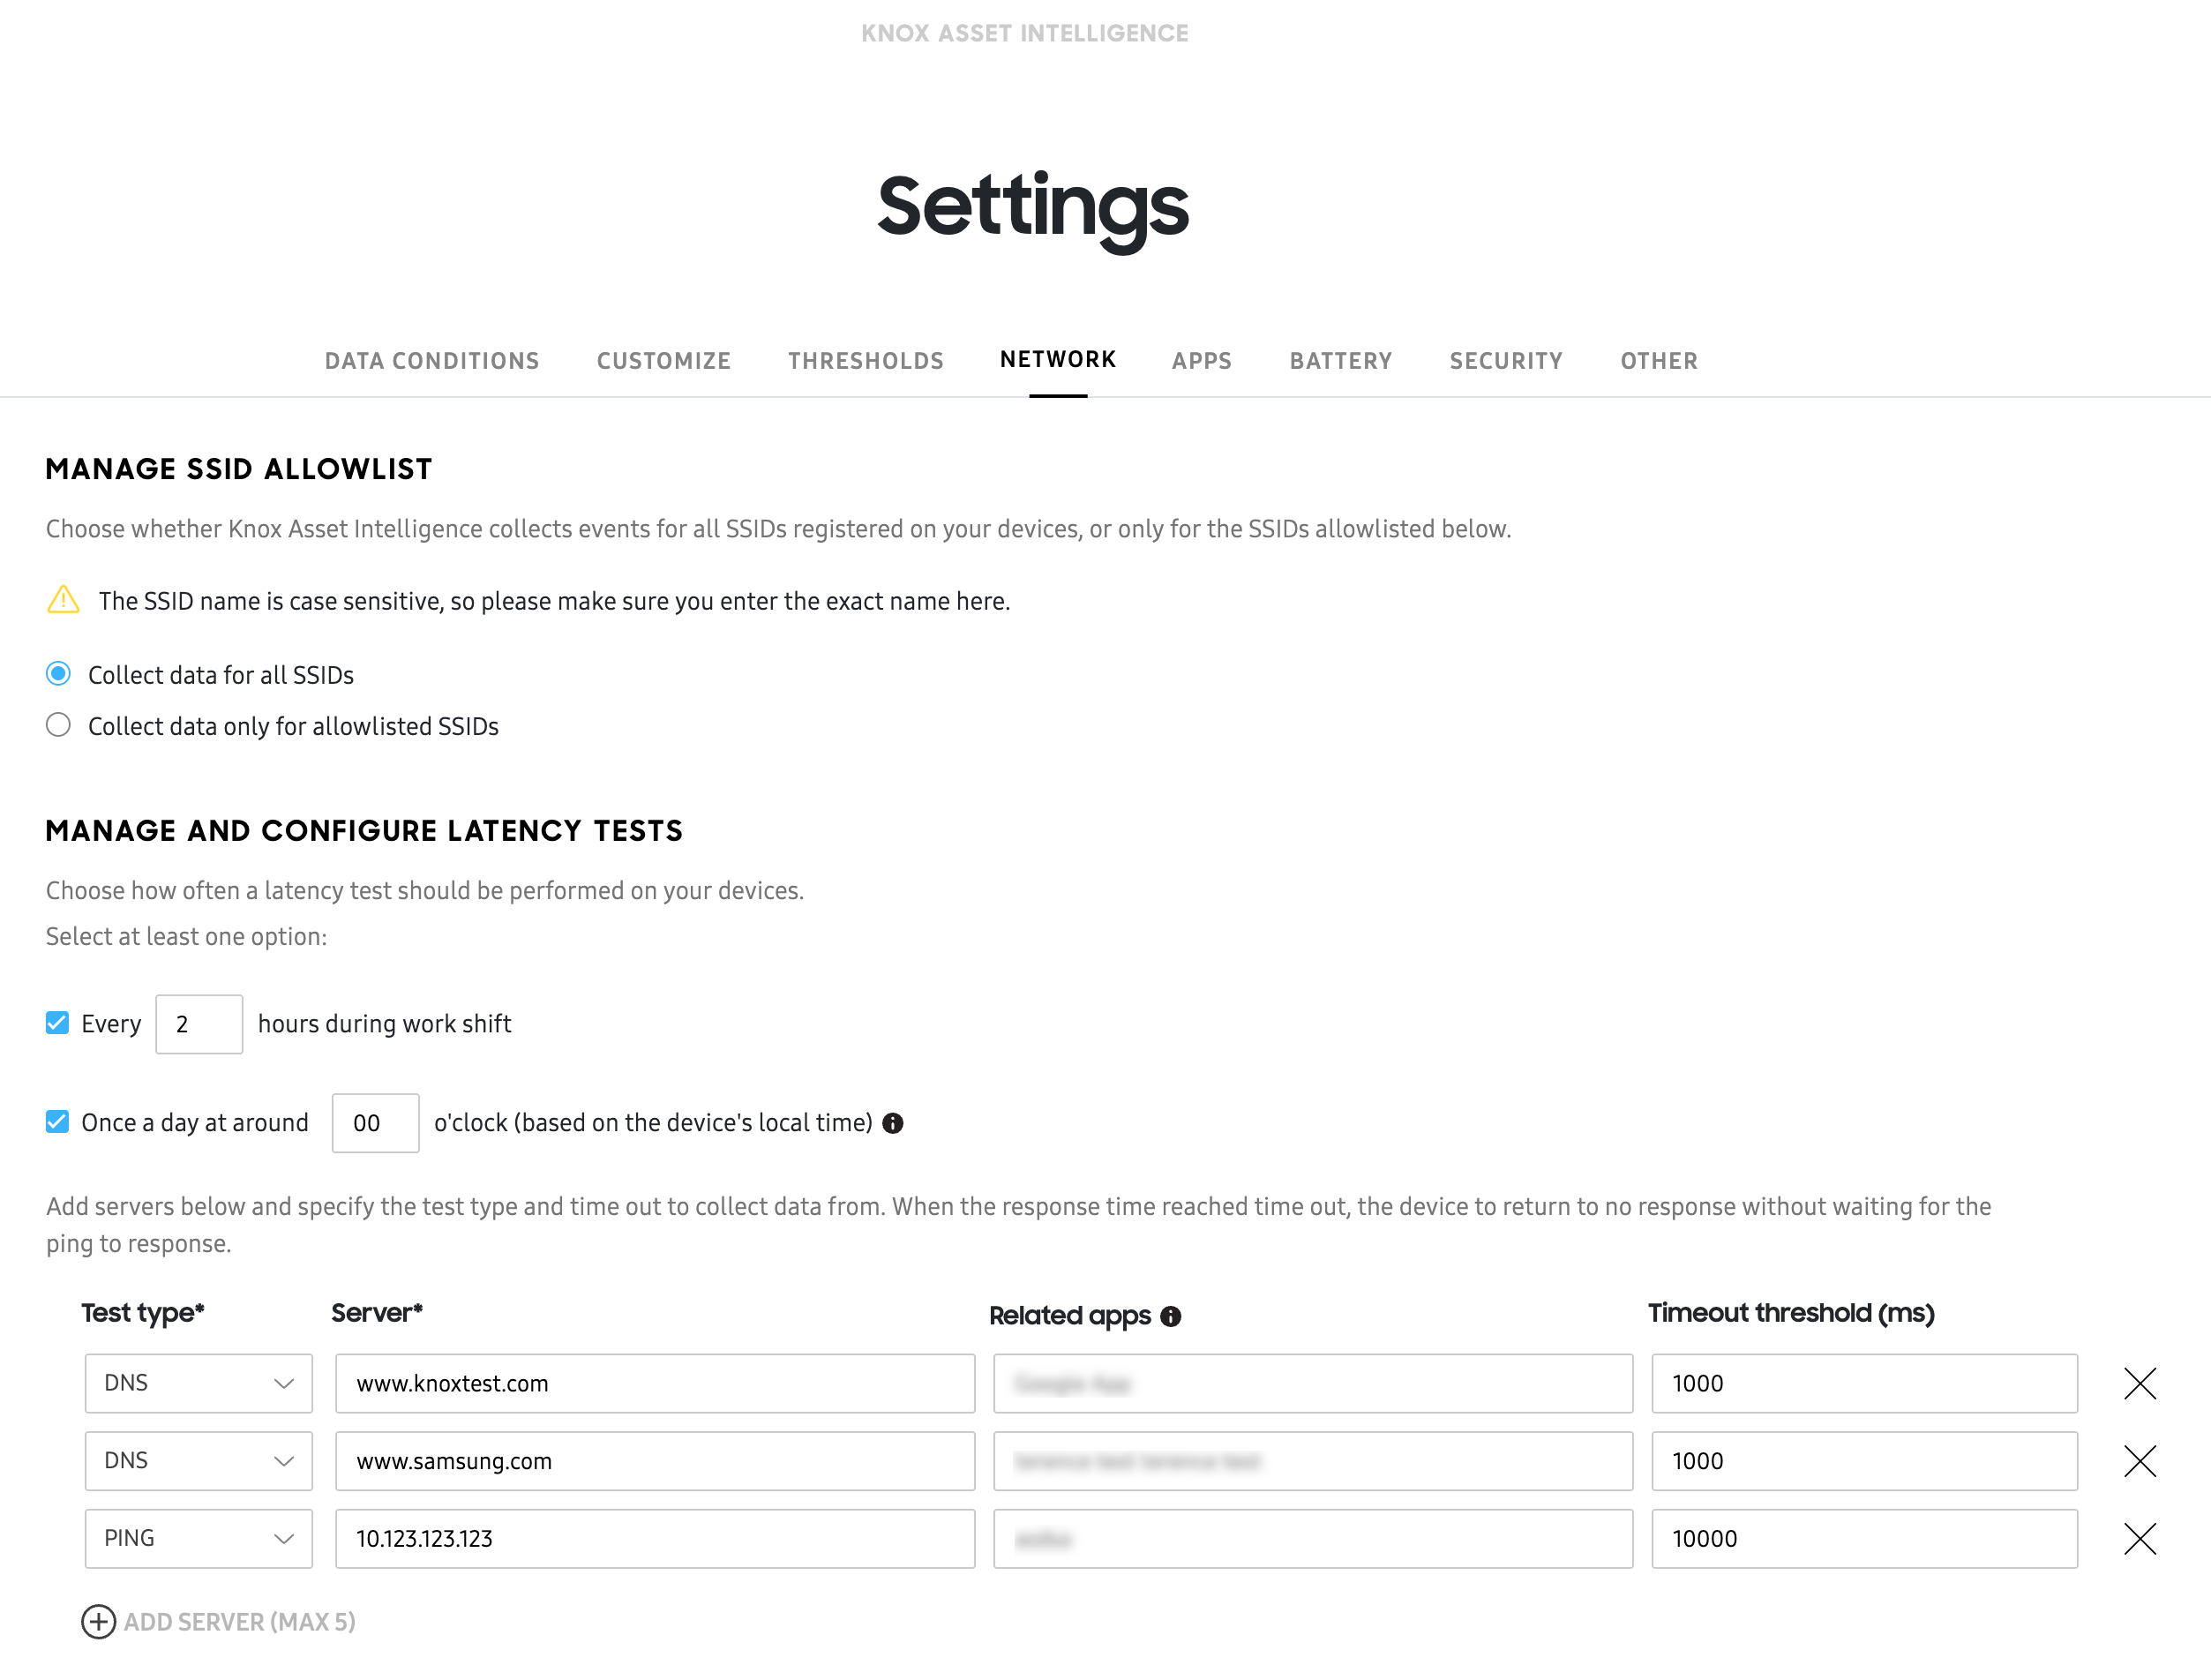 KNOX ASSET INTELLIGENCE
Settings
DATA CONDITIONS CUSTOMIZE THRESHOLDS NETWORK APPS BATTERY SECURITY OTHER
MANAGE SSID ALLOWLIST
Choose whether Knox Asset Intelligence collects events for all SSIDs registered on your devices, or only for the SSIDs allowlisted below.
The SSID name is case sensitive, so please make sure you enter the exact name here.
Collect data for all SSIDs
Collect data only for allowlisted SSIDs
MANAGE AND CONFIGURE LATENCY TESTS
Choose how often a latency test should be performed on your devices.
Select at least one option:
Every 2 hours during work shift
Once a day at around 00 o'clock (based on the device's local time)
Add servers below and specify the test type and time out to collect data from. When the response time reached time out, the device to return to no response without waiting for the
ping to response.
Test type* Server* Related apps Timeout threshold (ms)
DNS www.knoxtest.com 1000
DNS www.samsung.com 1000
PING 10.123.123.123 10000
ADD SERVER (MAX 5)